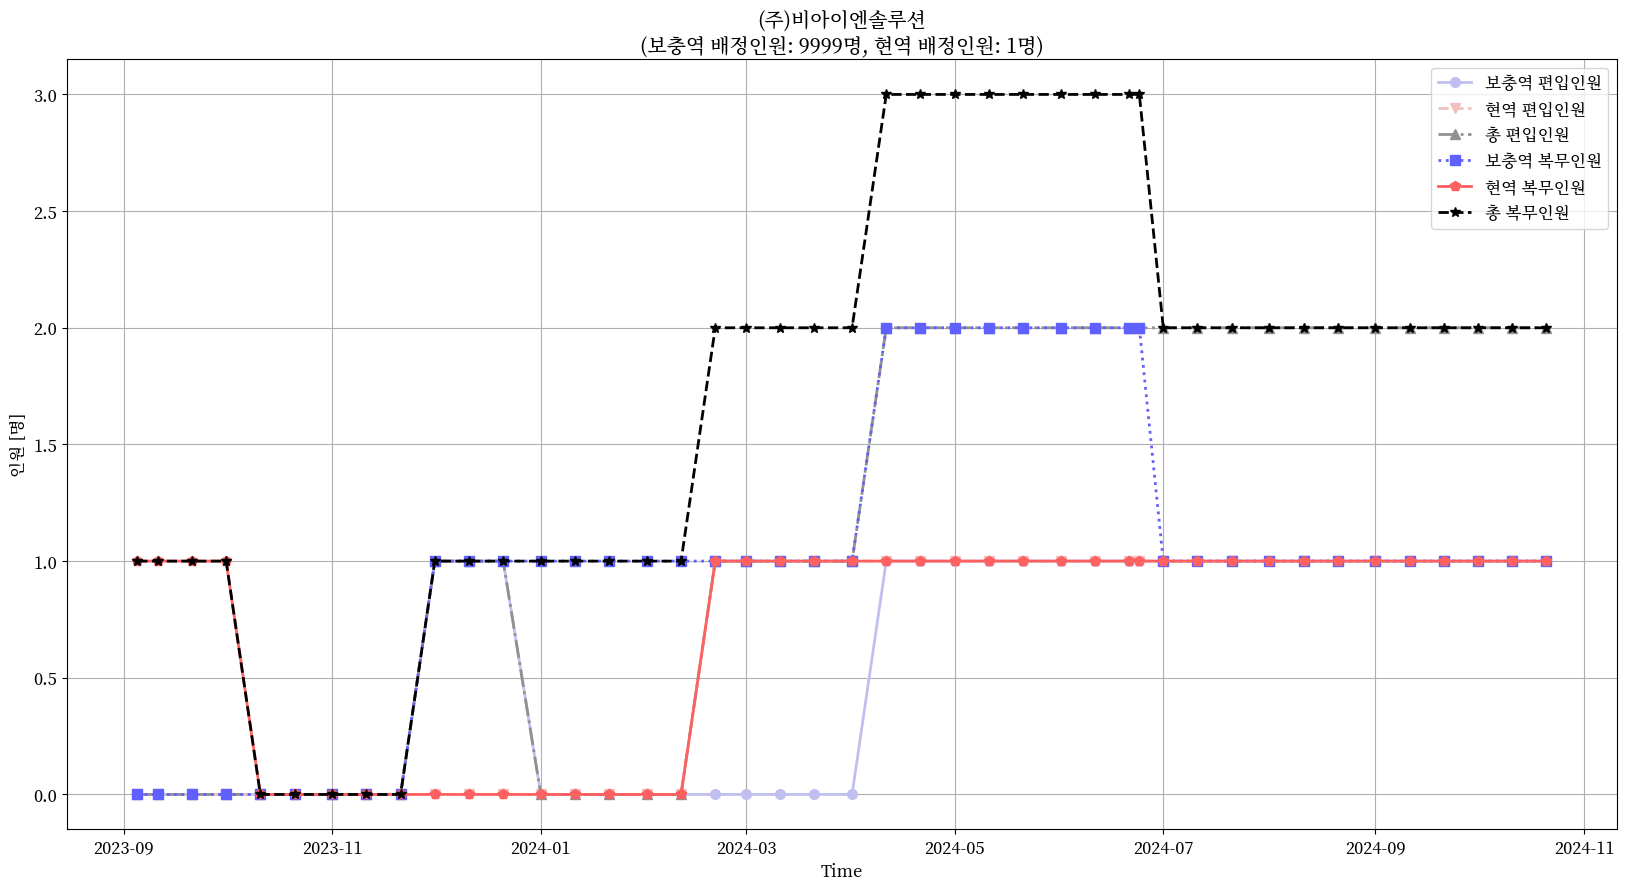 (주)비아이엔솔루션
(보충역 배정인원: 9999명, 현역 배정인원: 1명)
보충역 편입인원
현역 편입인원
총 편입인원
보충역 복무인원
현역 복무인원
총 복무인원
인원 [명]
3.0
2.5
2.0
1.5
1.0
0.5
0.0
2023-09
2023-11
2024-01
2024-03
2024-05
2024-07
2024-09
2024-11
Time